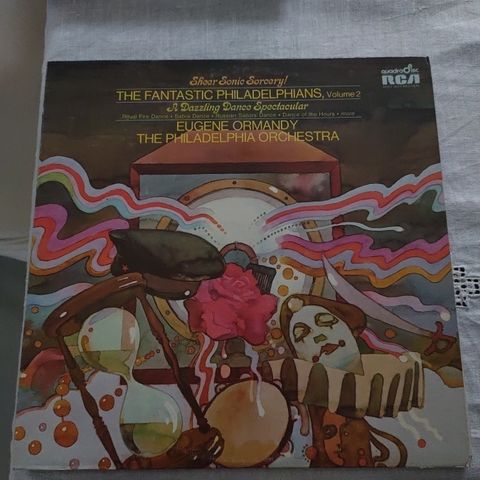 Sheer Sonic Sorcery!
THE FANTASTIC PHILADELPHIANS, Volume 2
A Dazzling Dance Spectacular
Ritual Fire Dance • Sabre Dance • Russian Sailors' Dance • Dance of the Hours • more
EUGENE ORMANDY
THE PHILADELPHIA ORCHESTRA
quadradisc
RCA